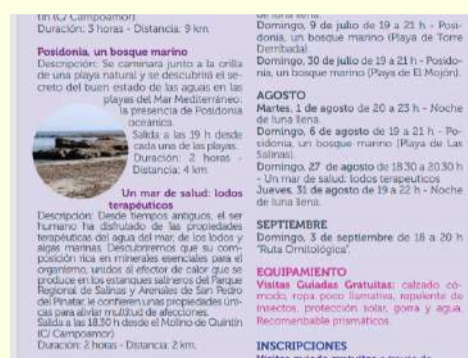 fin (C/ Campoamor).
Duración: 3 horas - Distancia: 9 km.
Posidonia, un bosque marino
Descripción: Se caminará junto a la orilla
de una playa natural y se descubrirá el se-
creto del buen estado de las aguas en las
playas del Mar Mediterráneo:
la presencia de Posidonia
oceanica.
Salida a las 19 h desde
cada una de las playas.
Duración: 2 horas -
Distancia: 4 km.
Un mar de salud: lodos
terapéuticos
Descripción: Desde tiempos antiguos, el ser
humano ha disfrutado de las propiedades
terapéuticas del agua del mar, de los lodos y
algas marinas. Descubriremos que su com-
posición rica en minerales esenciales para el
organismo, unidos al efector de calor que se
produce en los estanques salineros del Parque
Regional de Salinas y Arenales de San Pedro
del Pinatar, le confieren unas propiedades úni-
cas para aliviar multitud de afecciones.
Salida a las 18.30 h desde el Molino de Quintín
(C/ Campoamor)
Duración: 2 horas - Distancia: 2 km.
de luna llena.
Domingo, 9 de julio de 19 a 21 h - Posi-
donia, un bosque marino (Playa de Torre
Derribada).
Domingo, 30 de julio de 19 a 21 h - Posido-
nia, un bosque marino (Playa de El Mojón).
AGOSTO
Martes, 1 de agosto de 20 a 23 h - Noche
de luna llena.
Domingo, 6 de agosto de 19 a 21 h - Po-
sidonia, un bosque marino (Playa de Las
Salinas).
Domingo, 27 de agosto de 18.30 a 20.30 h
- Un mar de salud: lodos terapeuticos
Jueves, 31 de agosto de 19 a 22 h - Noche
de luna llena.
SEPTIEMBRE
Domingo, 3 de septiembre de 18 a 20 h
"Ruta Ornitológica".
EQUIPAMIENTO
Visitas Guiadas Gratuitas: calzado có-
modo, ropa poco llamativa, repelente de
insectos, protección solar, gorra y agua.
Recomendable prismáticos.
INSCRIPCIONES
Visitas guiada gratuitas a través de